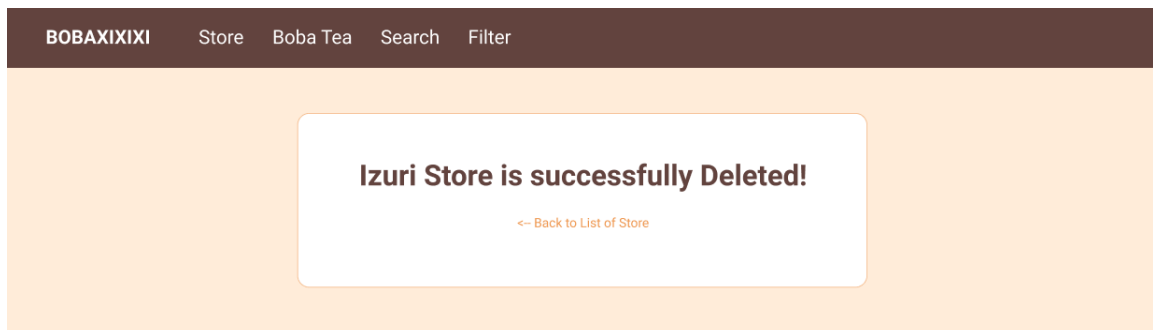 BOBAXIXIXI Store Boba Tea Search Filter
Izuri Store is successfully Deleted!
<-- Back to List of Store